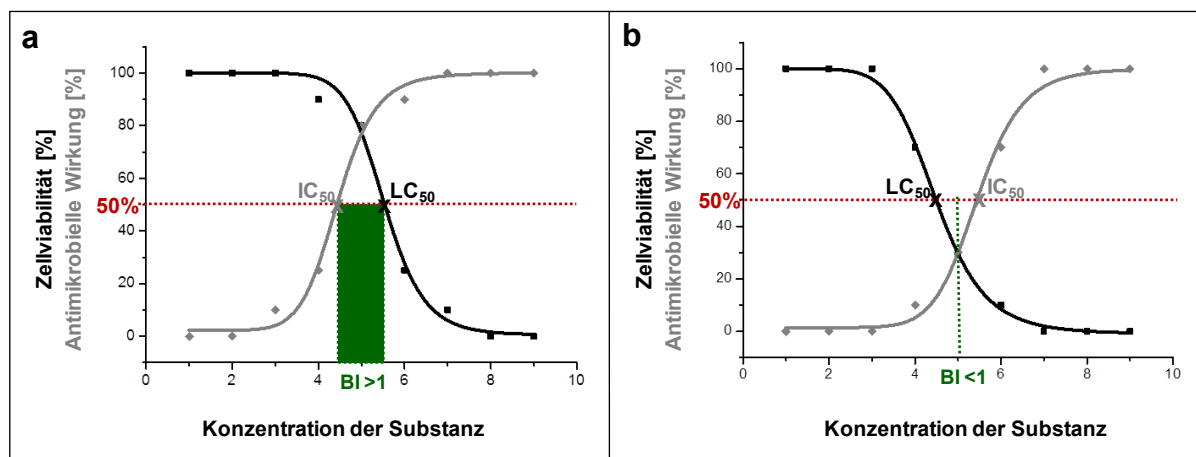 a
Zellviabilität [%]
Antimikrobielle Wirkung [%]
100
80
60
50%
40
20
0
IC50
LC50
0
2
4
6
8
10
BI >1
Konzentration der Substanz
b
Zellviabilität [%]
Antimikrobielle Wirkung [%]
100
80
60
50%
40
20
0
LC50
IC50
0
2
4
6
8
10
BI <1
Konzentration der Substanz